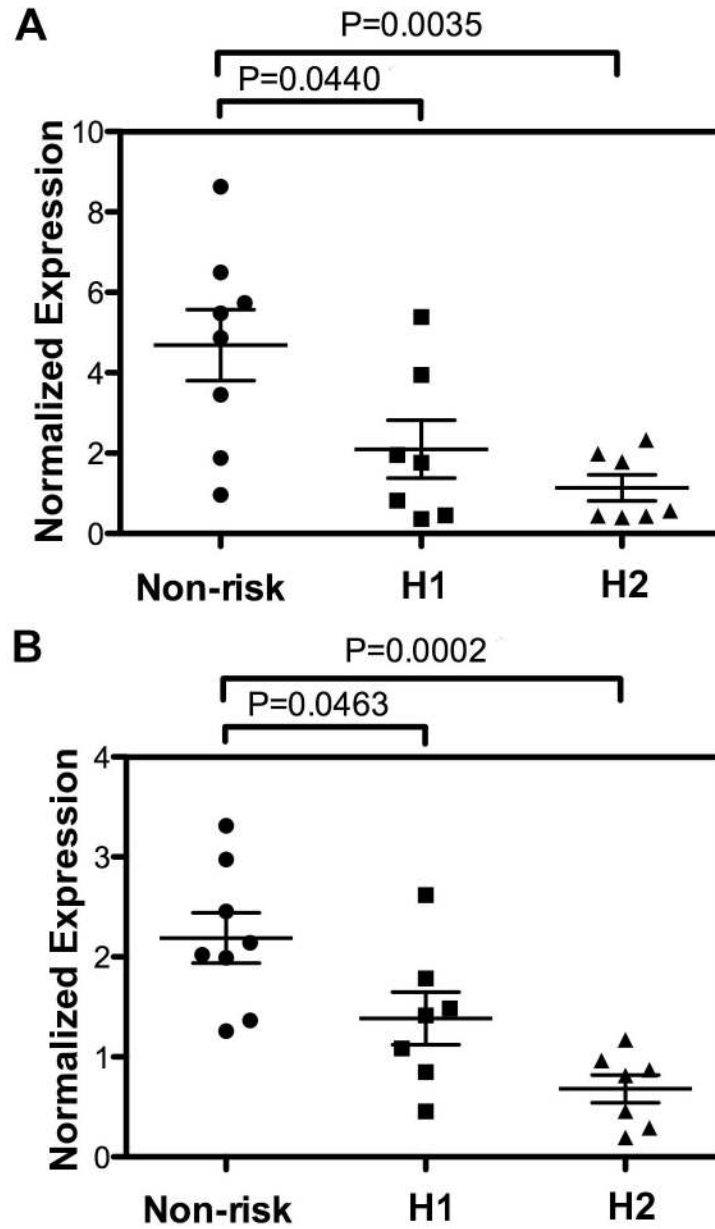 A
P=0.0035
P=0.0440
Normalized Expression
10
8
6
4
2
0
Non-risk H1 H2
B
P=0.0002
P=0.0463
Normalized Expression
4
3
2
1
0
Non-risk H1 H2